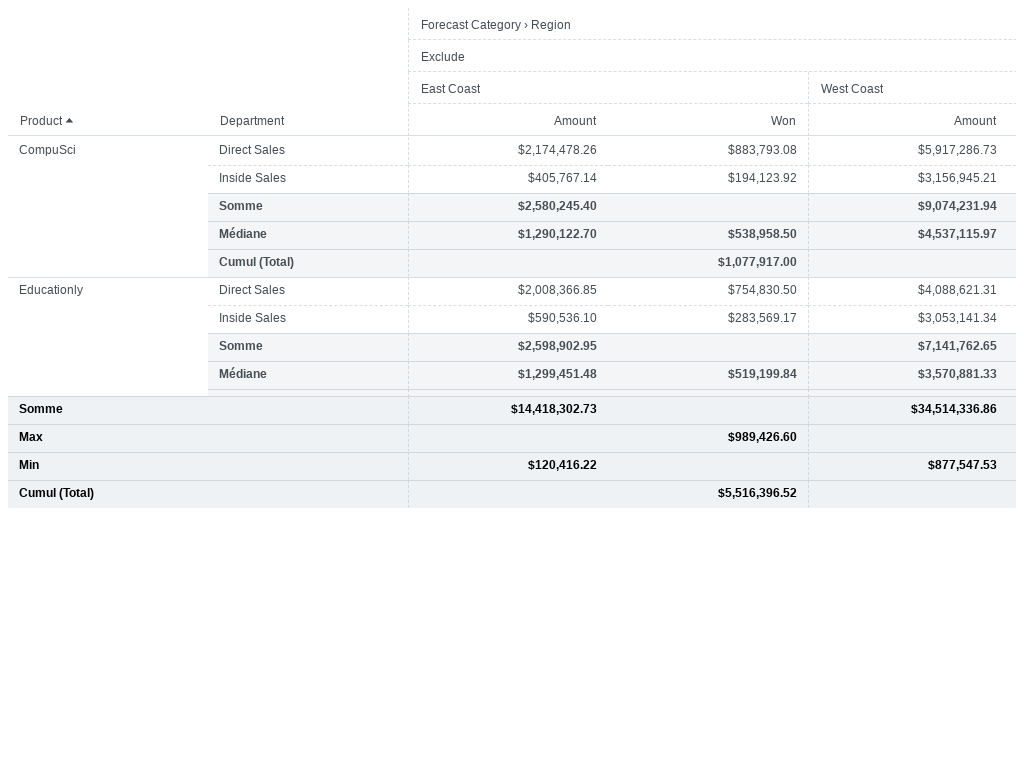 Forecast Category › Region
Exclude
East Coast West Coast
Product Department Amount Won Amount
CompuSci Direct Sales $2,174,478.26 $883,793.08 $5,917,286.73
Inside Sales $405,767.14 $194,123.92 $3,156,945.21
Somme $2,580,245.40 $9,074,231.94
Médiane $1,290,122.70 $538,958.50 $4,537,115.97
Cumul (Total) $1,077,917.00
Educationly Direct Sales $2,008,366.85 $754,830.50 $4,088,621.31
Inside Sales $590,536.10 $283,569.17 $3,053,141.34
Somme $2,598,902.95 $7,141,762.65
Médiane $1,299,451.48 $519,199.84 $3,570,881.33
Somme $14,418,302.73 $34,514,336.86
Max $989,426.60
Min $120,416.22 $877,547.53
Cumul (Total) $5,516,396.52